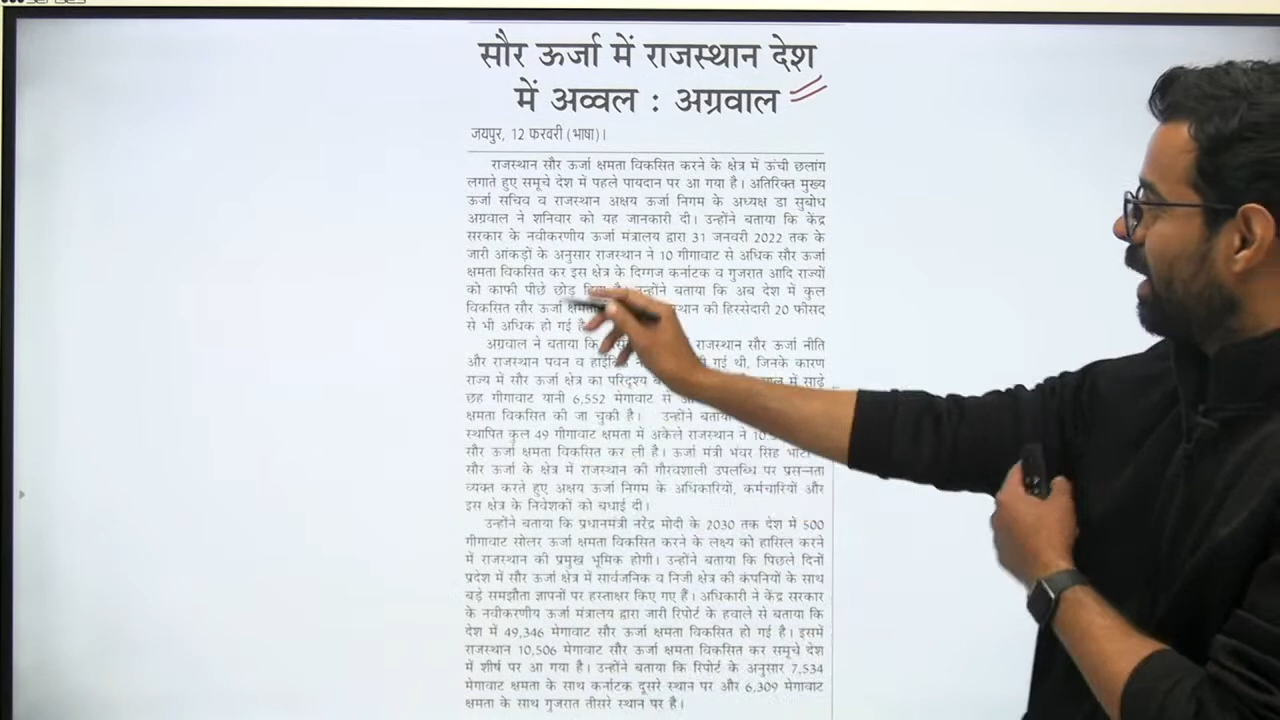 series
सौर ऊर्जा में राजस्थान देश
में अव्वल : अग्रवाल
जयपुर, 12 फरवरी (भाषा)।
राजस्थान सौर ऊर्जा क्षमता विकसित करने के क्षेत्र में ऊंची छलांग
लगाते हुए समूचे देश में पहले पायदान पर आ गया है। अतिरिक्त मुख्य
ऊर्जा सचिव व राजस्थान अक्षय ऊर्जा निगम के अध्यक्ष डा सुबोध
अग्रवाल ने शनिवार को यह जानकारी दी। उन्होंने बताया कि केंद्र
सरकार के नवीकरणीय ऊर्जा मंत्रालय द्वारा 31 जनवरी 2022 तक के
जारी आंकड़ों के अनुसार राजस्थान ने 10 गीगावाट से अधिक सौर ऊर्जा
क्षमता विकसित कर इस क्षेत्र के दिग्गज कर्नाटक व गुजरात आदि राज्यों
को काफी पीछे छोड़ उन्होंने बताया कि अब देश में कुल
विकसित सौर ऊर्जा क्षमता की हिस्सेदारी 20 फीसद
से भी अधिक हो गई है
अग्रवाल ने बताया कि राजस्थान सौर ऊर्जा नीति
और राजस्थान पवन व गई थी, जिनके कारण
राज्य में सौर ऊर्जा क्षेत्र का परिदृश्य में साढ़े
छह गीगावाट यानी 6,552 मेगावाट से
क्षमता विकसित की जा चुकी है। उन्होंने
स्थापित कुल 49 गीगावाट क्षमता में अकेले राजस्थान ने
सौर ऊर्जा क्षमता विकसित कर ली है। ऊर्जा मंत्री भंवर सिंह
सौर ऊर्जा के क्षेत्र में राजस्थान की गौरवशाली उपलब्धि पर प्रसन्नता
व्यक्त करते हुए अक्षय ऊर्जा निगम के अधिकारियों, कर्मचारियों और
इस क्षेत्र के निवेशकों को बधाई दी।
उन्होंने बताया कि प्रधानमंत्री नरेंद्र मोदी के 2030 तक देश में 500
गीगावाट सोलर ऊर्जा क्षमता विकसित करने के लक्ष्य को हासिल करने
में राजस्थान की प्रमुख भूमिक होगी। उन्होंने बताया कि पिछले दिनों
प्रदेश में सौर ऊर्जा क्षेत्र में सार्वजनिक व निजी क्षेत्र की कंपनियों के साथ
बड़े समझौता ज्ञापनों पर हस्ताक्षर किए गए हैं। अधिकारी ने केंद्र सरकार
के नवीकरणीय ऊर्जा मंत्रालय द्वारा जारी रिपोर्ट के हवाले से बताया कि
देश में 49,346 मेगावाट सौर ऊर्जा क्षमता विकसित हो गई है। इसमें
राजस्थान 10,506 मेगावाट सौर ऊर्जा क्षमता विकसित कर समूचे देश
में शीर्ष पर आ गया है। उन्होंने बताया कि रिपोर्ट के अनुसार 7,534
मेगावाट क्षमता के साथ कर्नाटक दूसरे स्थान पर और 6,309 मेगावाट
क्षमता के साथ गुजरात तीसरे स्थान पर है।